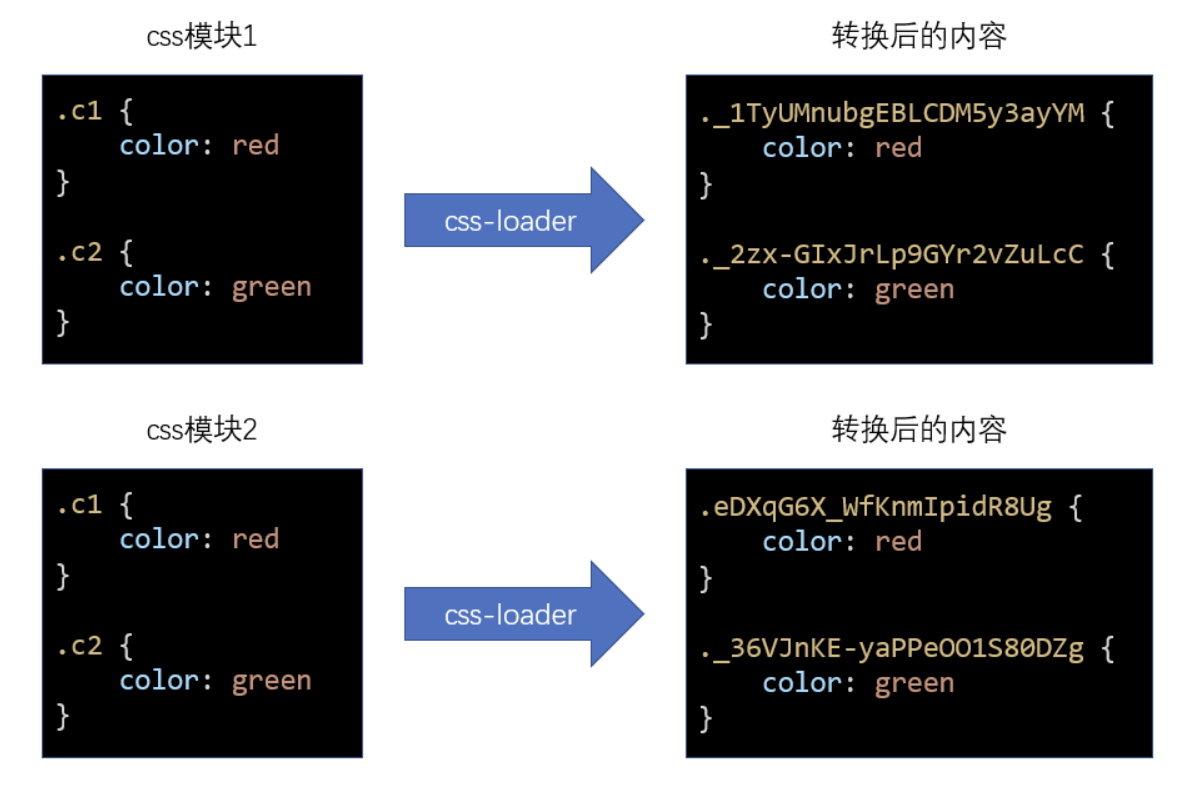 css模块1
转换后的内容
.c1 {
    color: red
}
.c2 {
    color: green
}
css-loader
._1TyUMnubgEBLCDM5y3ayYM {
    color: red
}
._2zx-GIxJrLp9GYr2vZuLcC {
    color: green
}
css模块2
转换后的内容
.c1 {
    color: red
}
.c2 {
    color: green
}
css-loader
.eDXqG6X_WfKnmIpidR8Ug {
    color: red
}
._36VJnKE-yaPPeOO1S80DZg {
    color: green
}